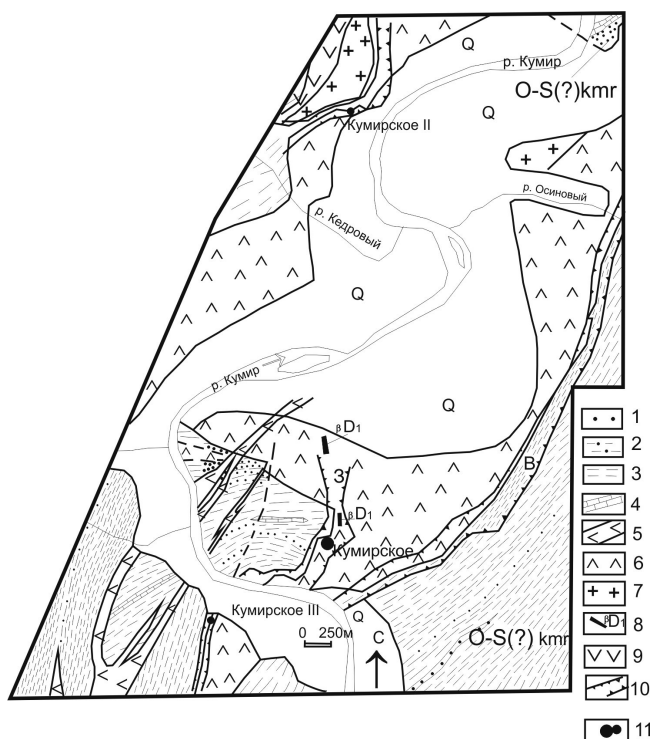 Q
р. Кумир
O-S(?)kmr
Q
Кумирское II
р. Осиновый
р. Кедровый
Q
р. Кумир
Q
βD1
В
З
βD1
Кумирское
Кумирское III
Q
0 250м
С
O-S(?) kmr
1
2
3
4
5
6
7
βD1 8
9
10
11